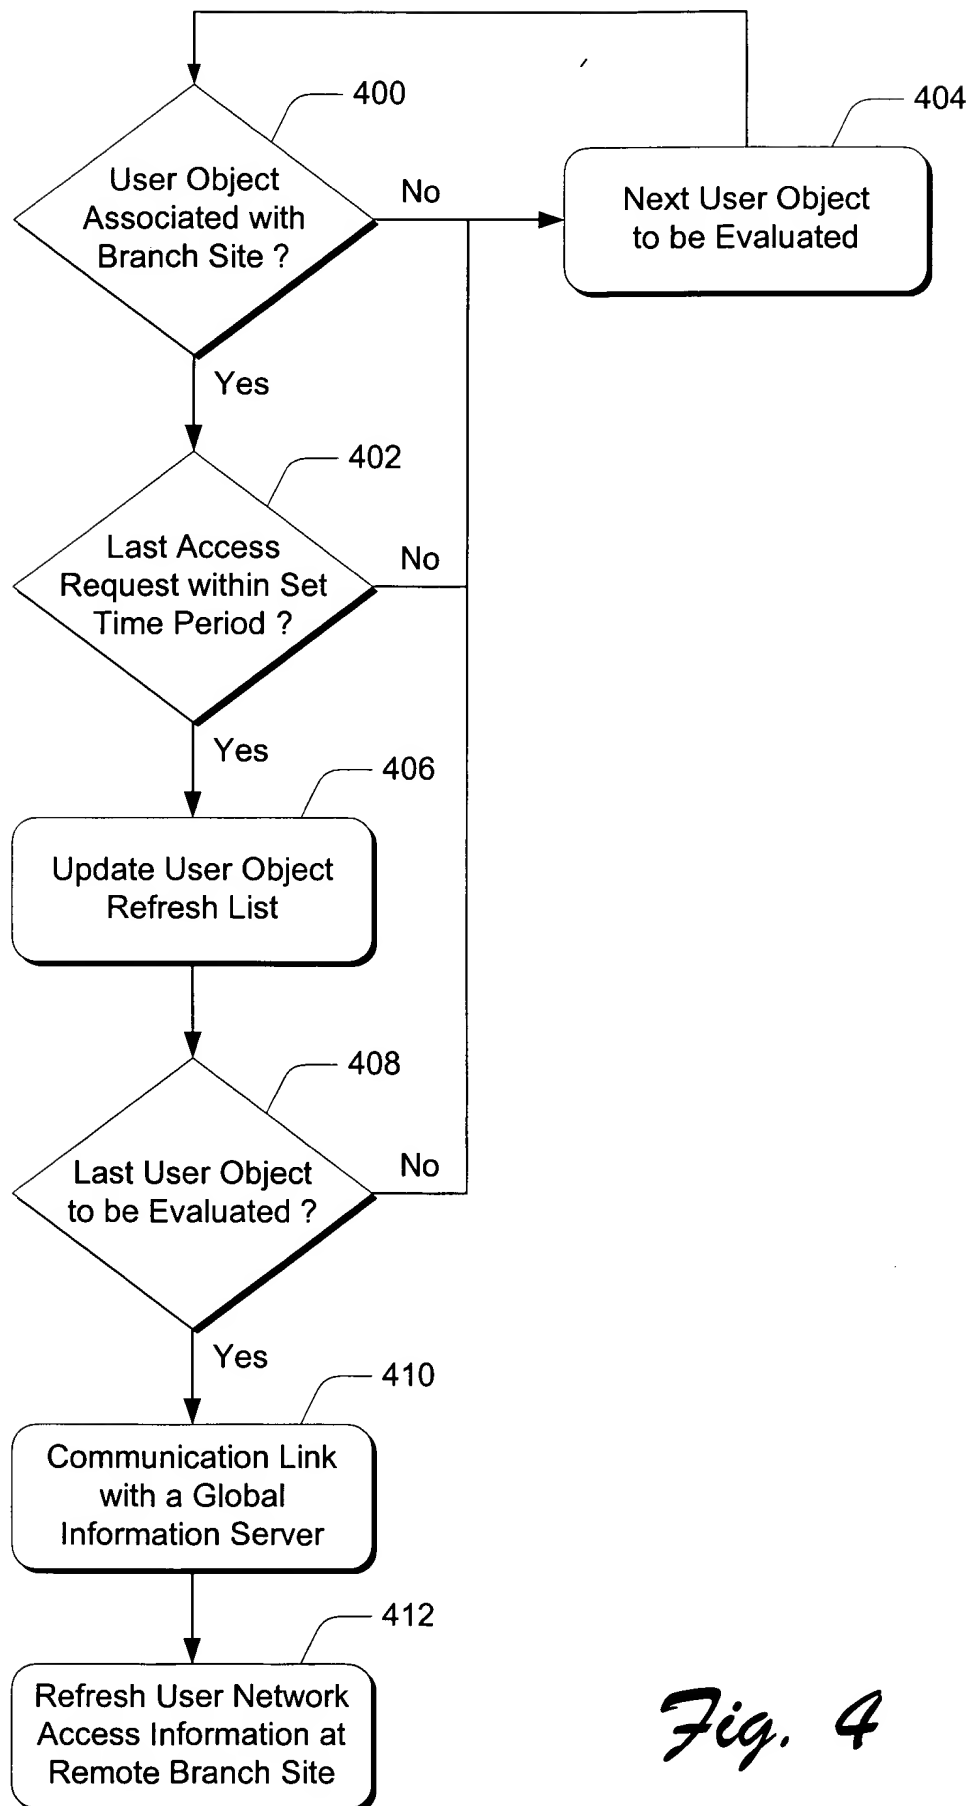 400
User Object
Associated with
Branch Site ?
No
Yes
404
Next User Object
to be Evaluated
402
Last Access
Request within Set
Time Period ?
No
Yes
406
Update User Object
Refresh List
408
Last User Object
to be Evaluated ?
No
Yes
410
Communication Link
with a Global
Information Server
412
Refresh User Network
Access Information at
Remote Branch Site
Fig. 4